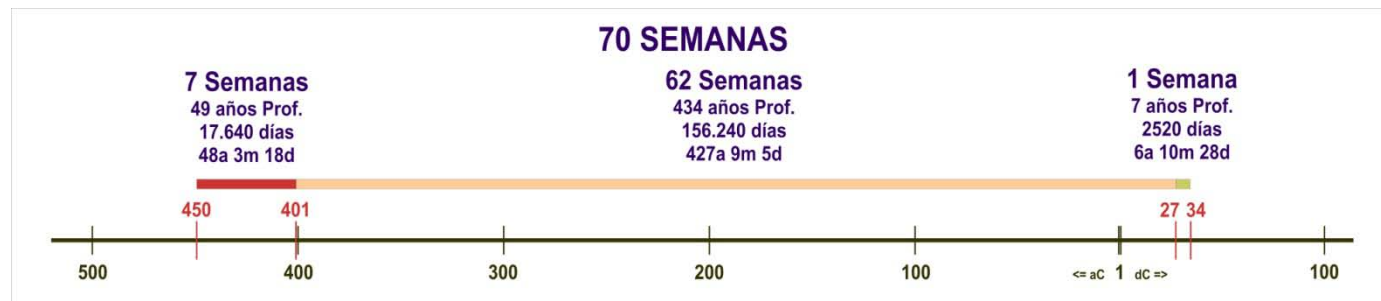 70 SEMANAS
7 Semanas
49 años Prof.
17.640 días
48a 3m 18d
62 Semanas
434 años Prof.
156.240 días
427a 9m 5d
1 Semana
7 años Prof.
2520 días
6a 10m 28d
450 401 27 34
500 400 300 200 100 <= aC 1 dC => 100